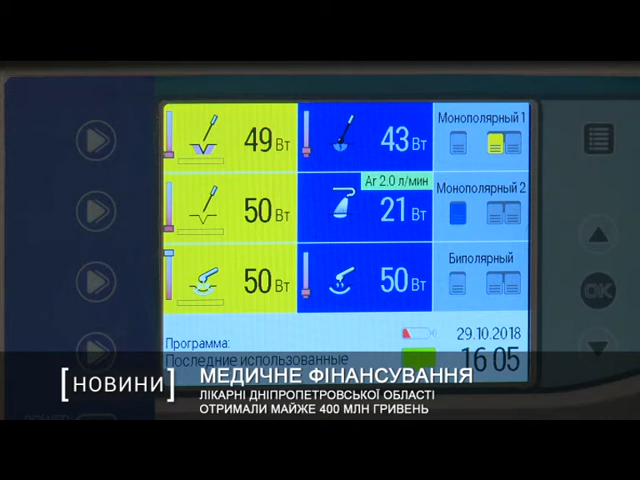 49 Вт
43 Вт
Монополярный 1
Ar 2.0 л/мин
50 Вт
21 Вт
Монополярный 2
50 Вт
50 Вт
Биполярный
Программа:
Последние использованные
29.10.2018
16 05
OK
[НОВИНИ]
МЕДИЧНЕ ФІНАНСУВАННЯ
ЛІКАРНІ ДНІПРОПЕТРОВСЬКОЇ ОБЛАСТІ
ОТРИМАЛИ МАЙЖЕ 400 МЛН ГРИВЕНЬ